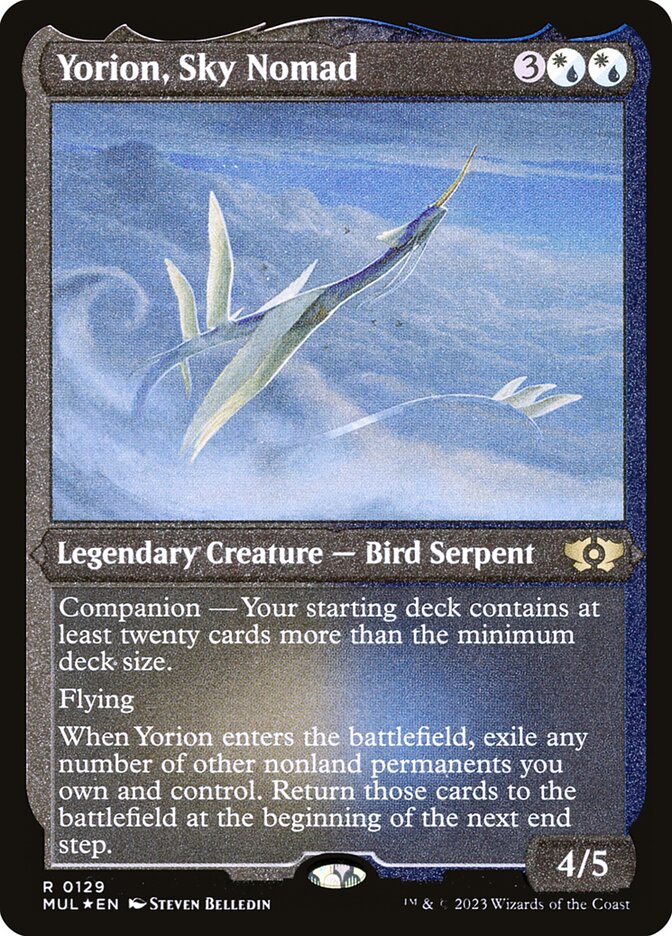 Yorion, Sky Nomad 3
Legendary Creature — Bird Serpent
Companion — Your starting deck contains at
least twenty cards more than the minimum
deck size.
Flying
When Yorion enters the battlefield, exile any
number of other nonland permanents you
own and control. Return those cards to the
battlefield at the beginning of the next end
step.
4/5
R 0129
MUL★EN Steven Belledin
™ & © 2023 Wizards of the Coast